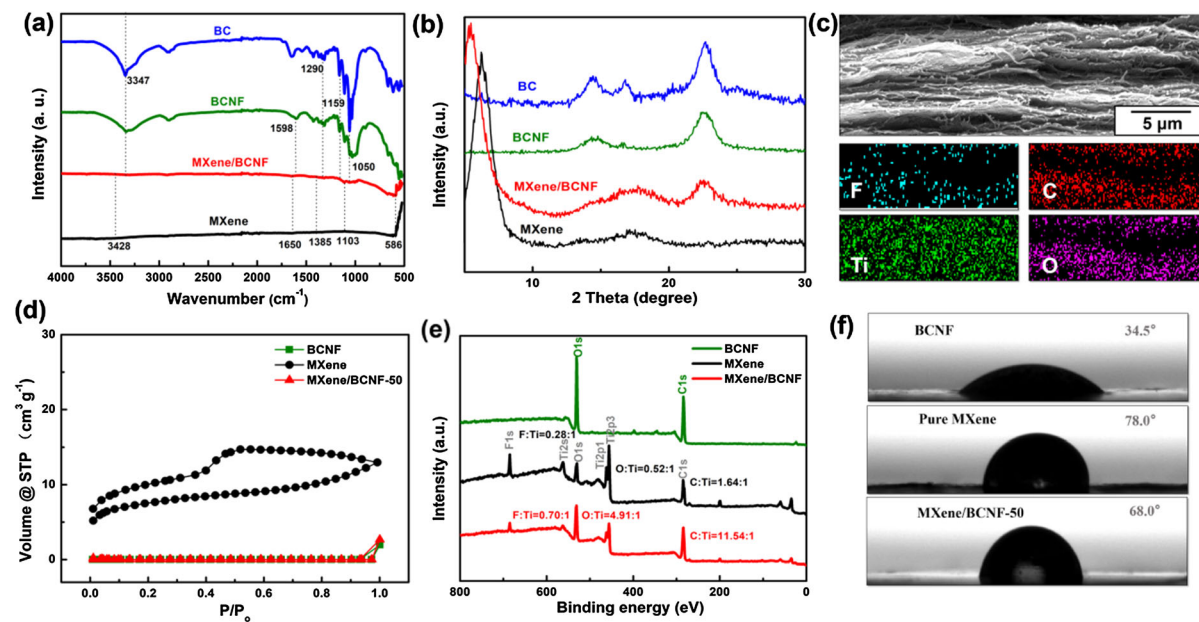 (a)
BC
3347
1290
BCNF
1159
1598
MXene/BCNF
1050
MXene
3428
1650
1385
1103
586
4000
3500
3000
2500
2000
1500
1000
500
Wavenumber (cm⁻¹)
Intensity (a. u.)
(b)
BC
BCNF
MXene/BCNF
MXene
10
20
30
2 Theta (degree)
Intensity (a.u.)
(c)
5 µm
F
C
Ti
O
(d)
30
20
10
0
BCNF
MXene
MXene/BCNF-50
0.0
0.2
0.4
0.6
0.8
1.0
P/Po
Volume @ STP (cm³ g⁻¹)
(e)
O1s
BCNF
MXene
MXene/BCNF
C1s
F1s
F:Ti=0.28:1
Ti2s
O1s
Ti2p1
Ti2p3
O:Ti=0.52:1
C1s
C:Ti=1.64:1
F:Ti=0.70:1
O:Ti=4.91:1
C:Ti=11.54:1
800
600
400
200
0
Binding energy (eV)
Intensity (a.u.)
(f)
BCNF
34.5°
Pure MXene
78.0°
MXene/BCNF-50
68.0°